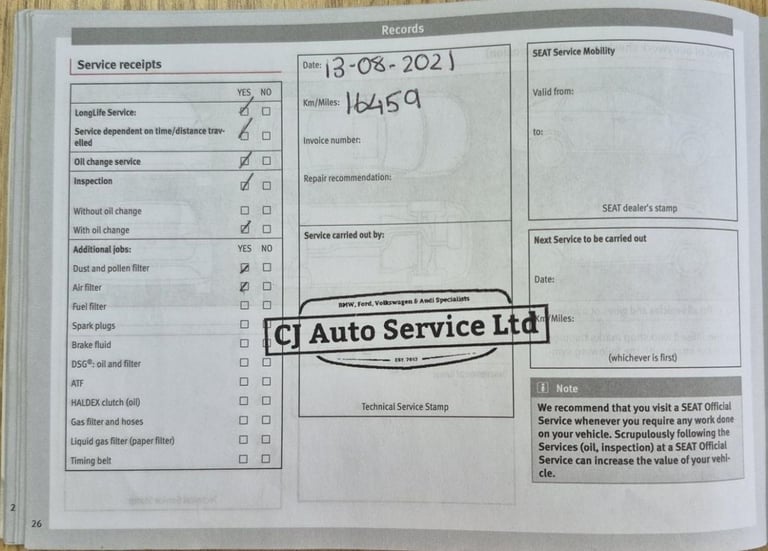 Records
Service receipts
YES NO
LongLife Service:
Service dependent on time/distance trav-
elled
Oil change service
Inspection
Without oil change
With oil change
Additional jobs: YES NO
Dust and pollen filter
Air filter
Fuel filter
Spark plugs
Brake fluid
DSG®: oil and filter
ATF
HALDEX clutch (oil)
Gas filter and hoses
Liquid gas filter (paper filter)
Timing belt
Date: 13-08-2021
Km/Miles: 16459
Invoice number:
Repair recommendation:
Service carried out by:
BMW, Ford, Volkswagen & Audi Specialists
CJ Auto Service Ltd
EST. 2012
Technical Service Stamp
SEAT Service Mobility
Valid from:
to:
SEAT dealer's stamp
Next Service to be carried out
Date:
Km/Miles:
(whichever is first)
i Note
We recommend that you visit a SEAT Official
Service whenever you require any work done
on your vehicle. Scrupulously following the
Services (oil, inspection) at a SEAT Official
Service can increase the value of your vehi-
cle.
2
26